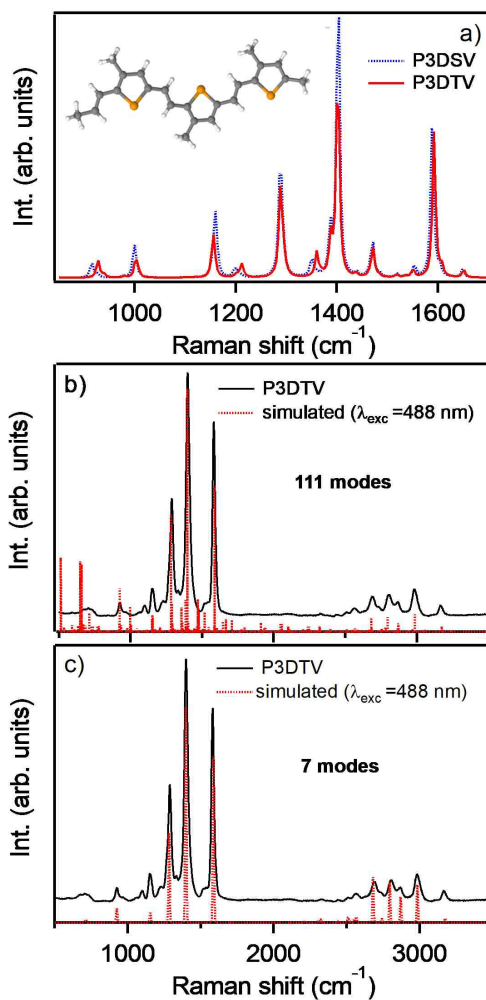 a)
P3DSV
P3DTV
Int. (arb. units)
1000 1200 1400 1600
Raman shift (cm⁻¹)
b)
P3DTV
simulated (λexc =488 nm)
111 modes
Int. (arb. units)
c)
P3DTV
simulated (λexc =488 nm)
7 modes
Int. (arb. units)
1000 2000 3000
Raman shift (cm⁻¹)